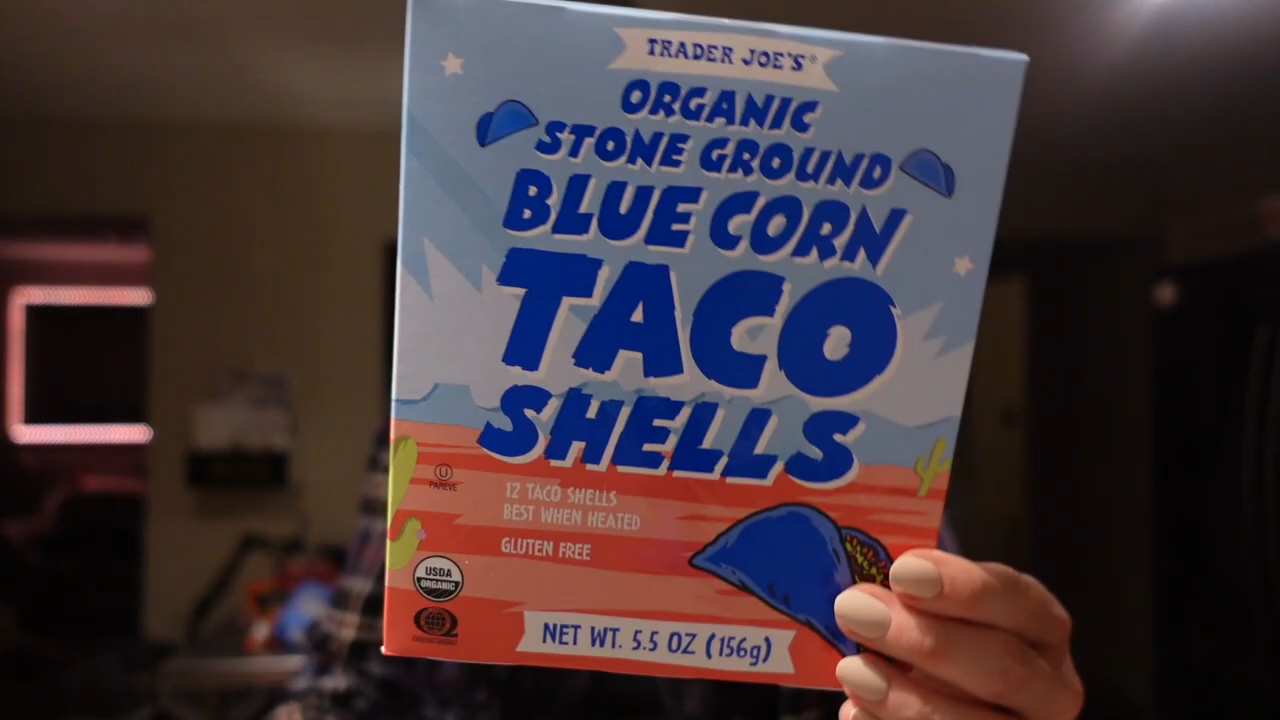 TRADER JOE'S®
ORGANIC
STONE GROUND
BLUE CORN
TACO
SHELLS
U
PAREVE
12 TACO SHELLS
BEST WHEN HEATED
GLUTEN FREE
USDA
ORGANIC
NET WT. 5.5 OZ (156g)